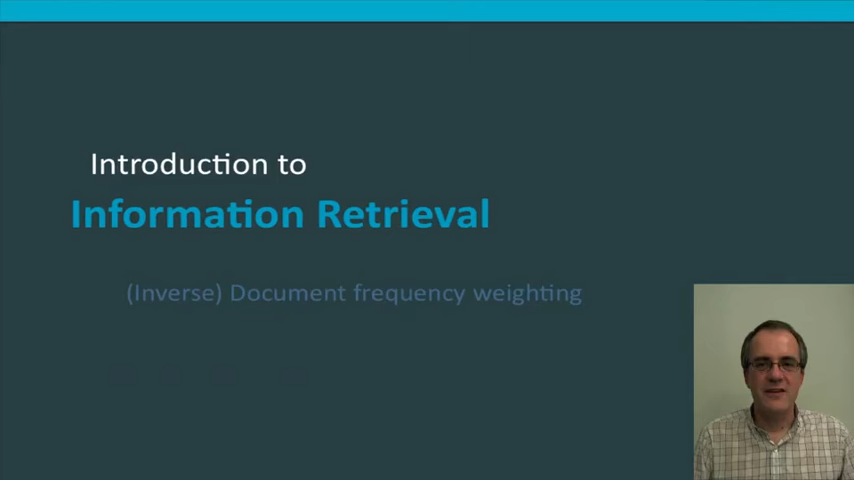 Introduction to
Information Retrieval
(Inverse) Document frequency weighting